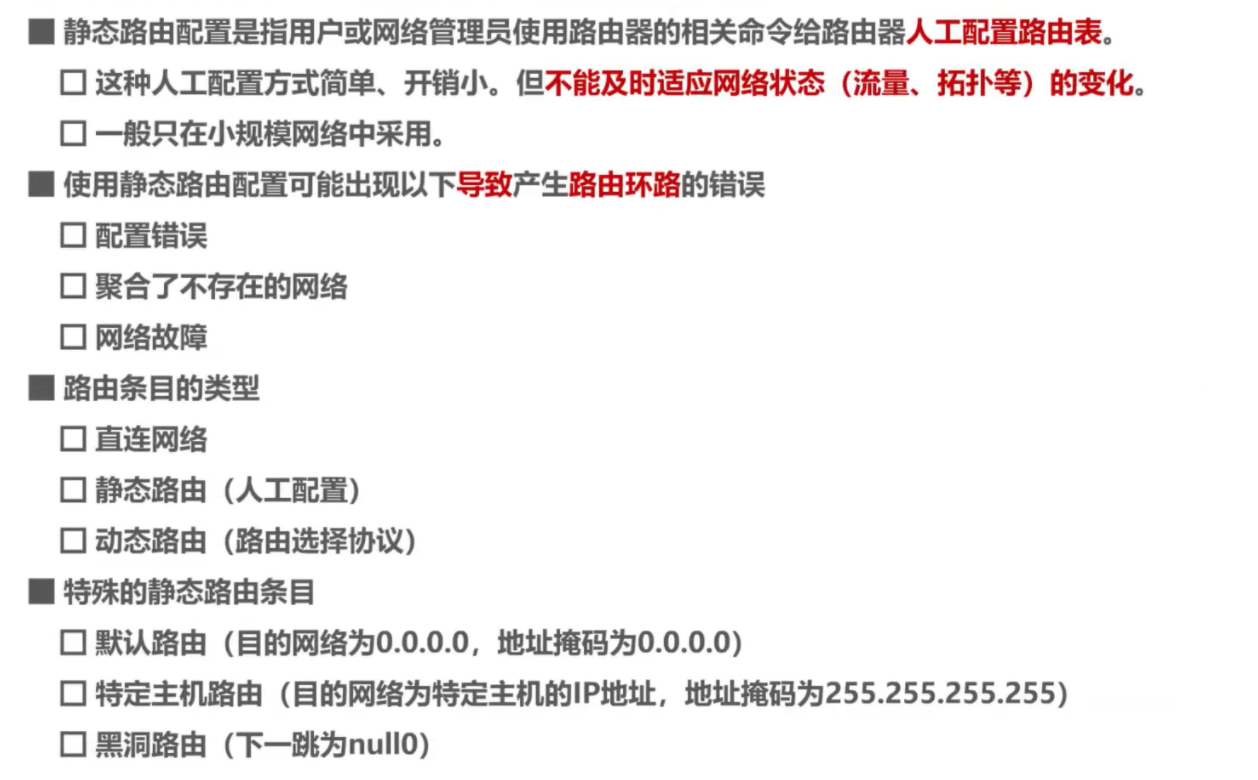 ■ 静态路由配置是指用户或网络管理员使用路由器的相关命令给路由器人工配置路由表。
□ 这种人工配置方式简单、开销小。但不能及时适应网络状态（流量、拓扑等）的变化。
□ 一般只在小规模网络中采用。
■ 使用静态路由配置可能出现以下导致产生路由环路的错误
□ 配置错误
□ 聚合了不存在的网络
□ 网络故障
■ 路由条目的类型
□ 直连网络
□ 静态路由（人工配置）
□ 动态路由（路由选择协议）
■ 特殊的静态路由条目
□ 默认路由（目的网络为0.0.0.0，地址掩码为0.0.0.0）
□ 特定主机路由（目的网络为特定主机的IP地址，地址掩码为255.255.255.255）
□ 黑洞路由（下一跳为null0）